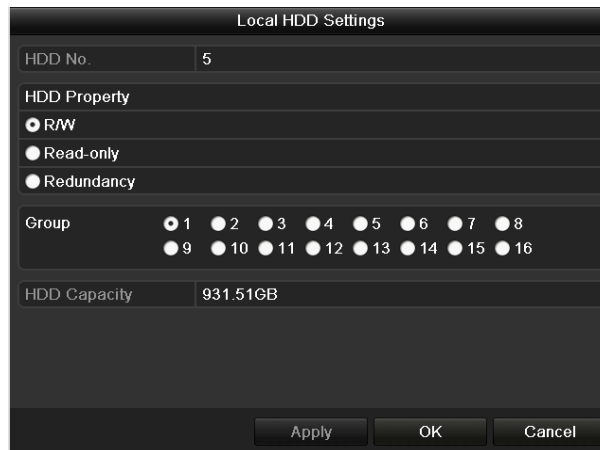 Local HDD Settings
HDD No. 5
HDD Property
R/W
Read-only
Redundancy
Group 1 2 3 4 5 6 7 8
9 10 11 12 13 14 15 16
HDD Capacity 931.51GB
Apply OK Cancel